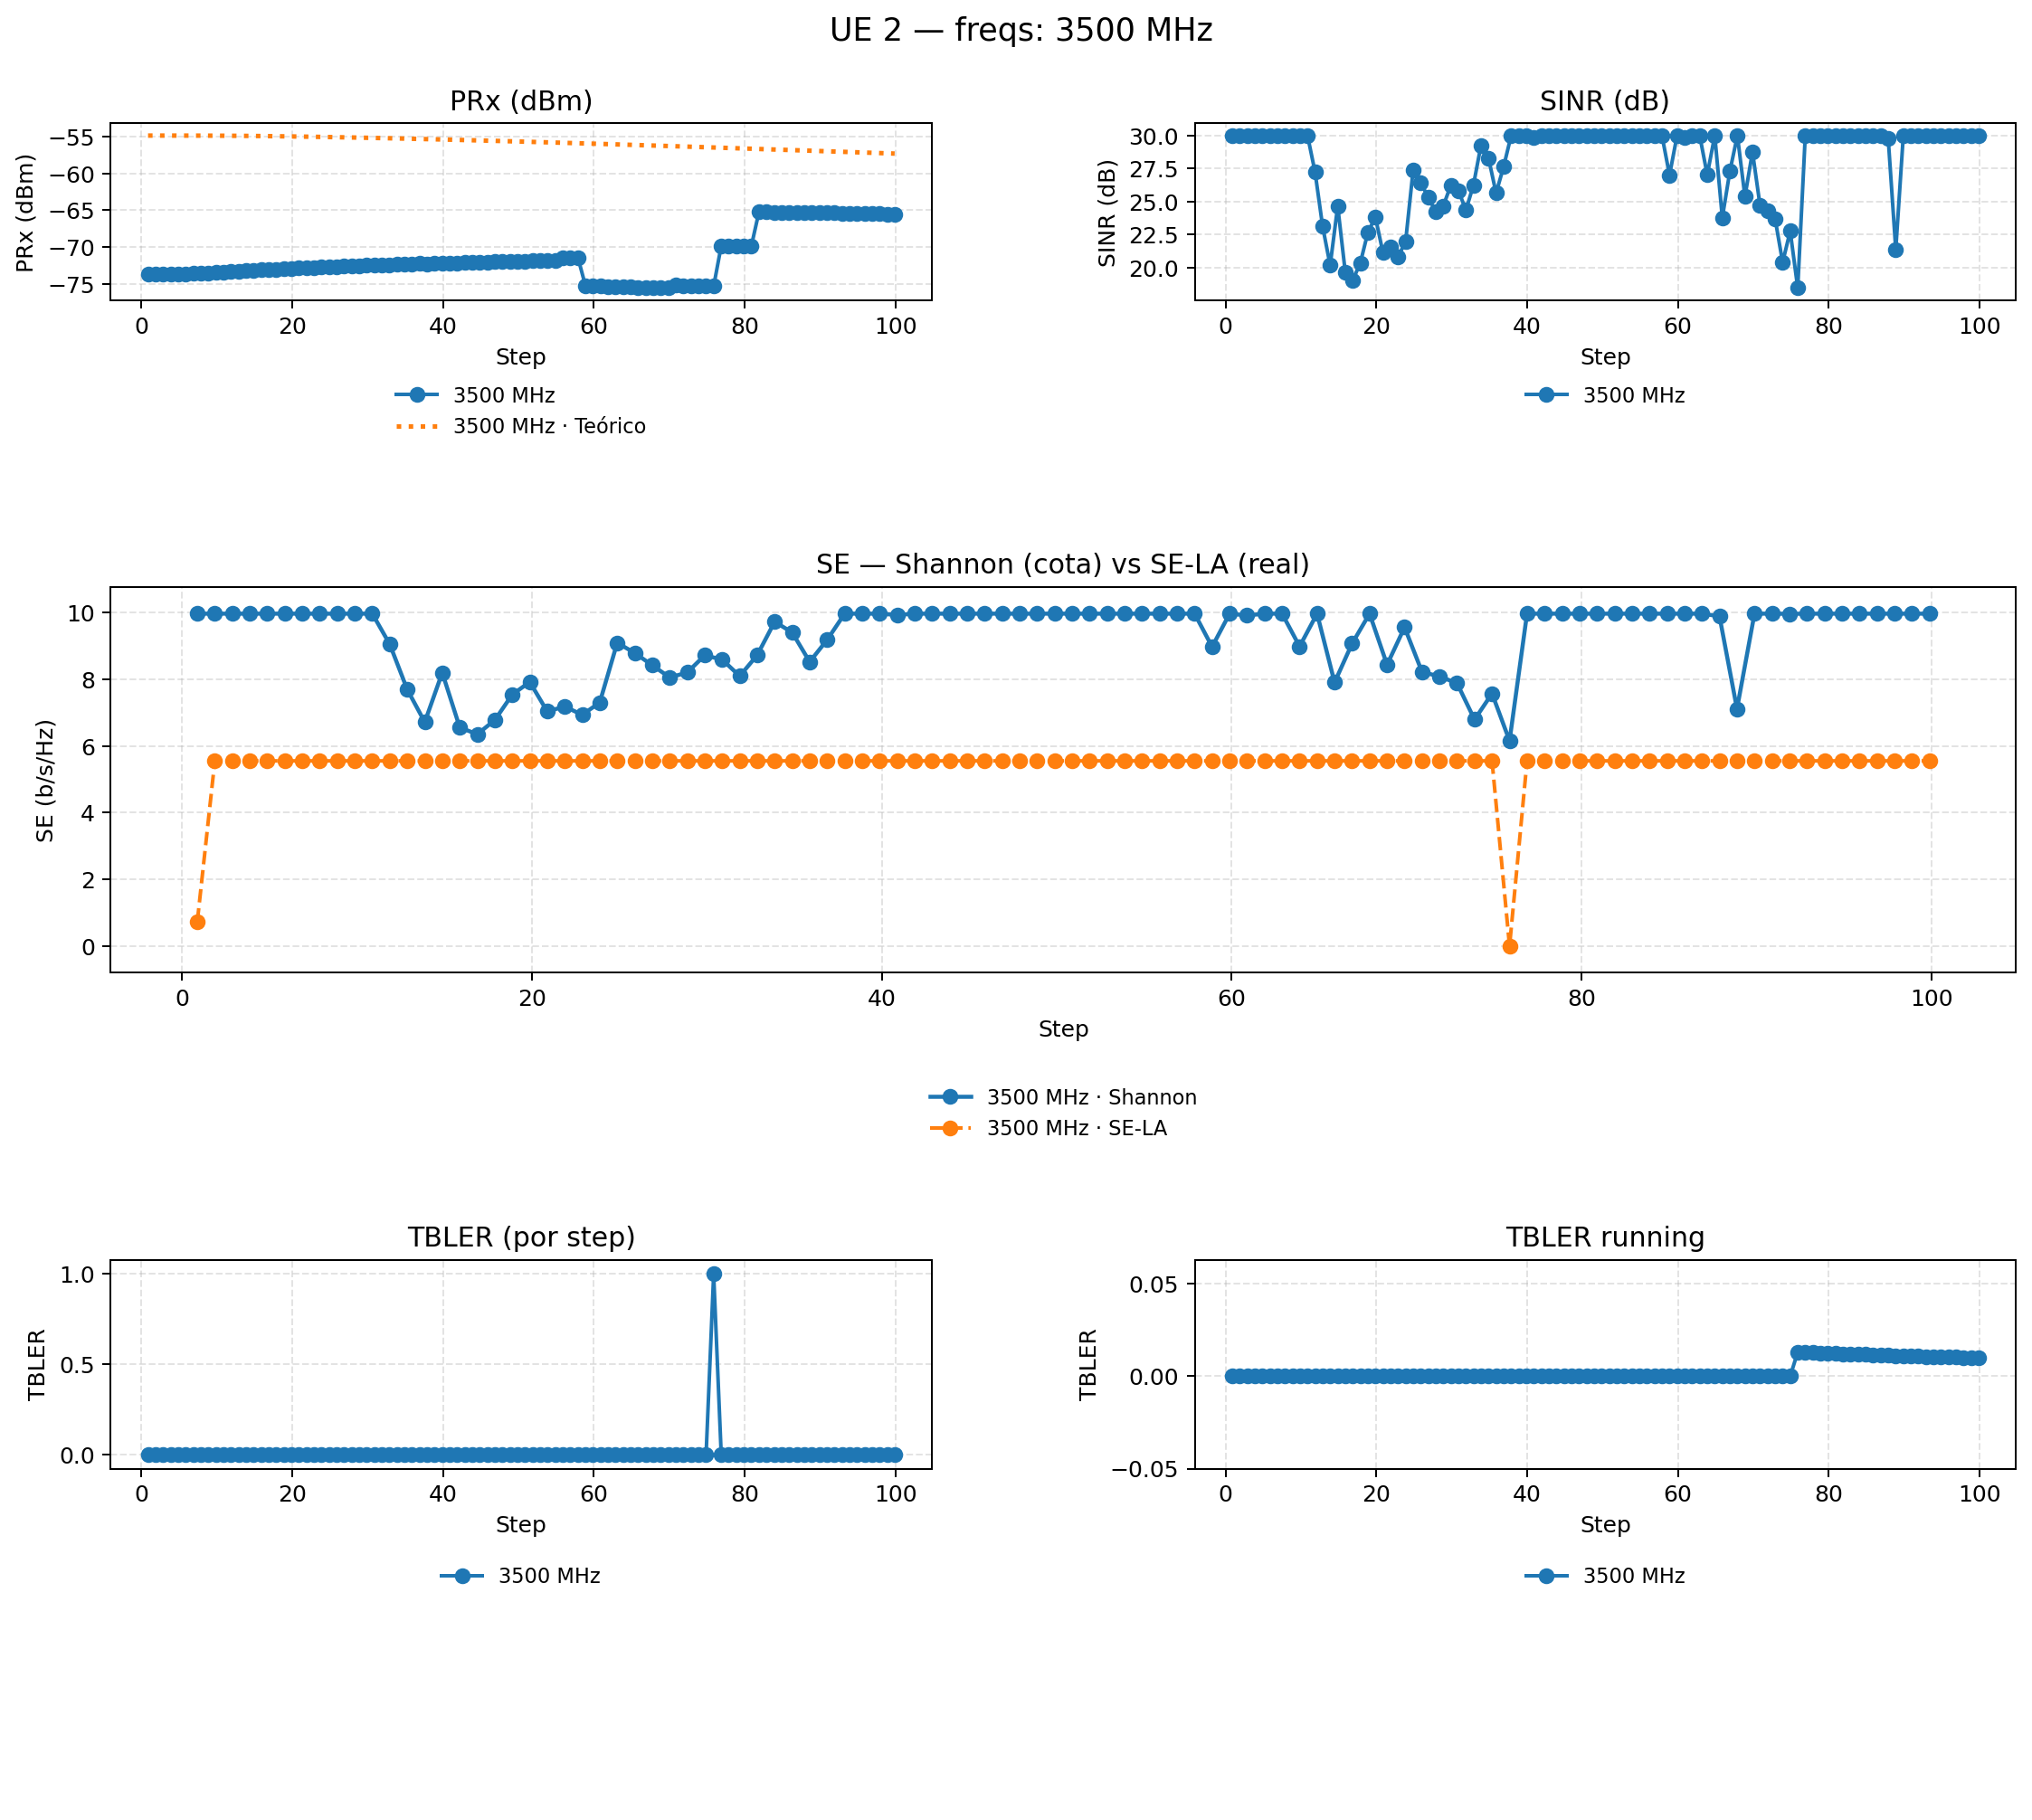 UE 2 — freqs: 3500 MHz
PRx (dBm)
PRx (dBm)
−55
−60
−65
−70
−75
0 20 40 60 80 100
Step
3500 MHz
3500 MHz · Teórico
SINR (dB)
SINR (dB)
30.0
27.5
25.0
22.5
20.0
0 20 40 60 80 100
Step
3500 MHz
SE — Shannon (cota) vs SE-LA (real)
SE (b/s/Hz)
10
8
6
4
2
0
0 20 40 60 80 100
Step
3500 MHz · Shannon
3500 MHz · SE-LA
TBLER (por step)
TBLER
1.0
0.5
0.0
0 20 40 60 80 100
Step
3500 MHz
TBLER running
TBLER
0.05
0.00
−0.05
0 20 40 60 80 100
Step
3500 MHz